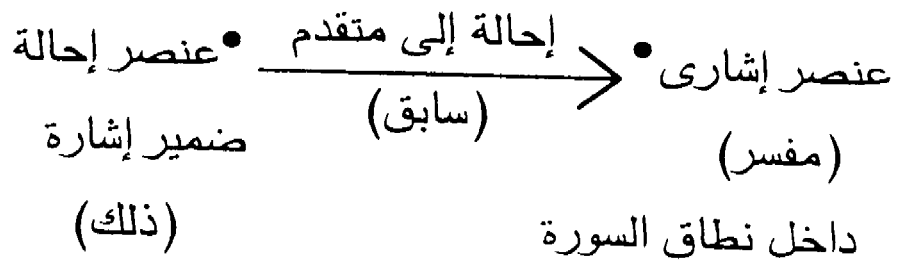 عنصر إشارى • إحالة إلى متقدم • عنصر إحالة
(مفسر) (سابق) ضمير إشارة
داخل نطاق السورة (ذلك)